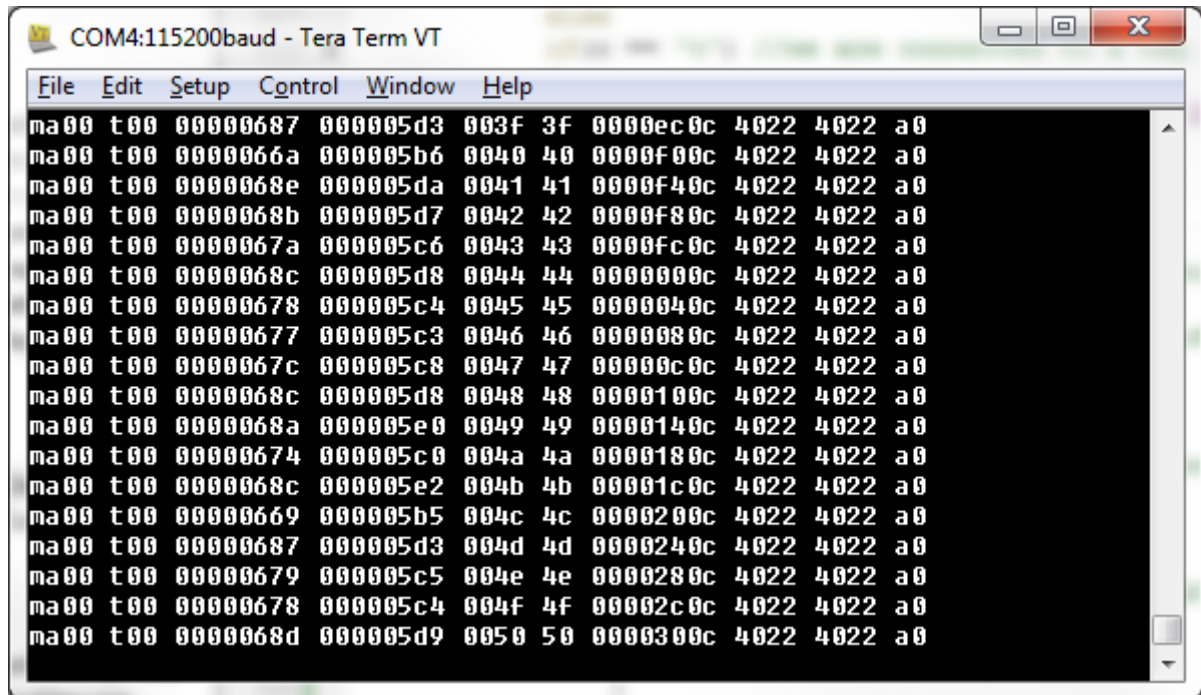 COM4:115200baud - Tera Term VT
File Edit Setup Control Window Help
ma00 t00 00000687 000005d3 003f 3f 0000ec0c 4022 4022 a0
ma00 t00 0000066a 000005b6 0040 40 0000f00c 4022 4022 a0
ma00 t00 0000068e 000005da 0041 41 0000f40c 4022 4022 a0
ma00 t00 0000068b 000005d7 0042 42 0000f80c 4022 4022 a0
ma00 t00 0000067a 000005c6 0043 43 0000fc0c 4022 4022 a0
ma00 t00 0000068c 000005d8 0044 44 0000000c 4022 4022 a0
ma00 t00 00000678 000005c4 0045 45 0000040c 4022 4022 a0
ma00 t00 00000677 000005c3 0046 46 0000080c 4022 4022 a0
ma00 t00 0000067c 000005c8 0047 47 00000c0c 4022 4022 a0
ma00 t00 0000068c 000005d8 0048 48 0000100c 4022 4022 a0
ma00 t00 0000068a 000005e0 0049 49 0000140c 4022 4022 a0
ma00 t00 00000674 000005c0 004a 4a 0000180c 4022 4022 a0
ma00 t00 0000068c 000005e2 004b 4b 00001c0c 4022 4022 a0
ma00 t00 00000669 000005b5 004c 4c 0000200c 4022 4022 a0
ma00 t00 00000687 000005d3 004d 4d 0000240c 4022 4022 a0
ma00 t00 00000679 000005c5 004e 4e 0000280c 4022 4022 a0
ma00 t00 00000678 000005c4 004f 4f 00002c0c 4022 4022 a0
ma00 t00 0000068d 000005d9 0050 50 0000300c 4022 4022 a0